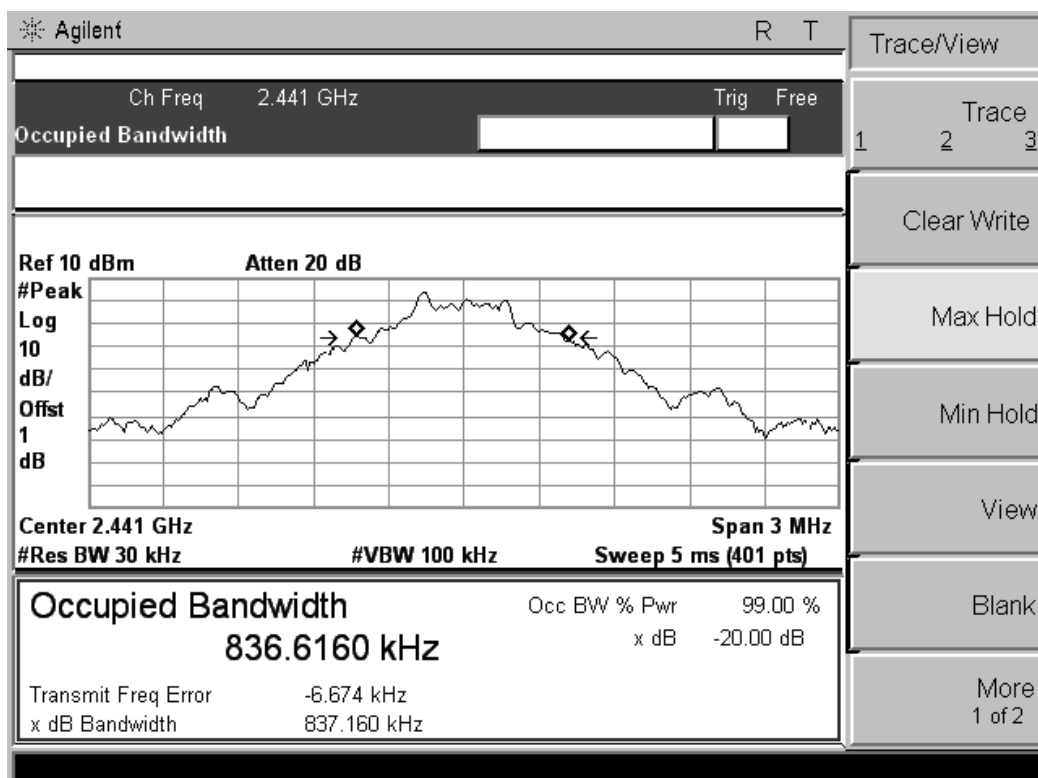 Agilent R T
Trace/View
Ch Freq 2.441 GHz Trig Free
Occupied Bandwidth
Trace
1 2 3
Clear Write
Max Hold
Min Hold
View
Blank
More
1 of 2
Ref 10 dBm Atten 20 dB
#Peak
Log
10
dB/
Offst
1
dB
Center 2.441 GHz Span 3 MHz
#Res BW 30 kHz #VBW 100 kHz Sweep 5 ms (401 pts)
Occupied Bandwidth Occ BW % Pwr 99.00 %
836.6160 kHz x dB -20.00 dB
Transmit Freq Error -6.674 kHz
x dB Bandwidth 837.160 kHz